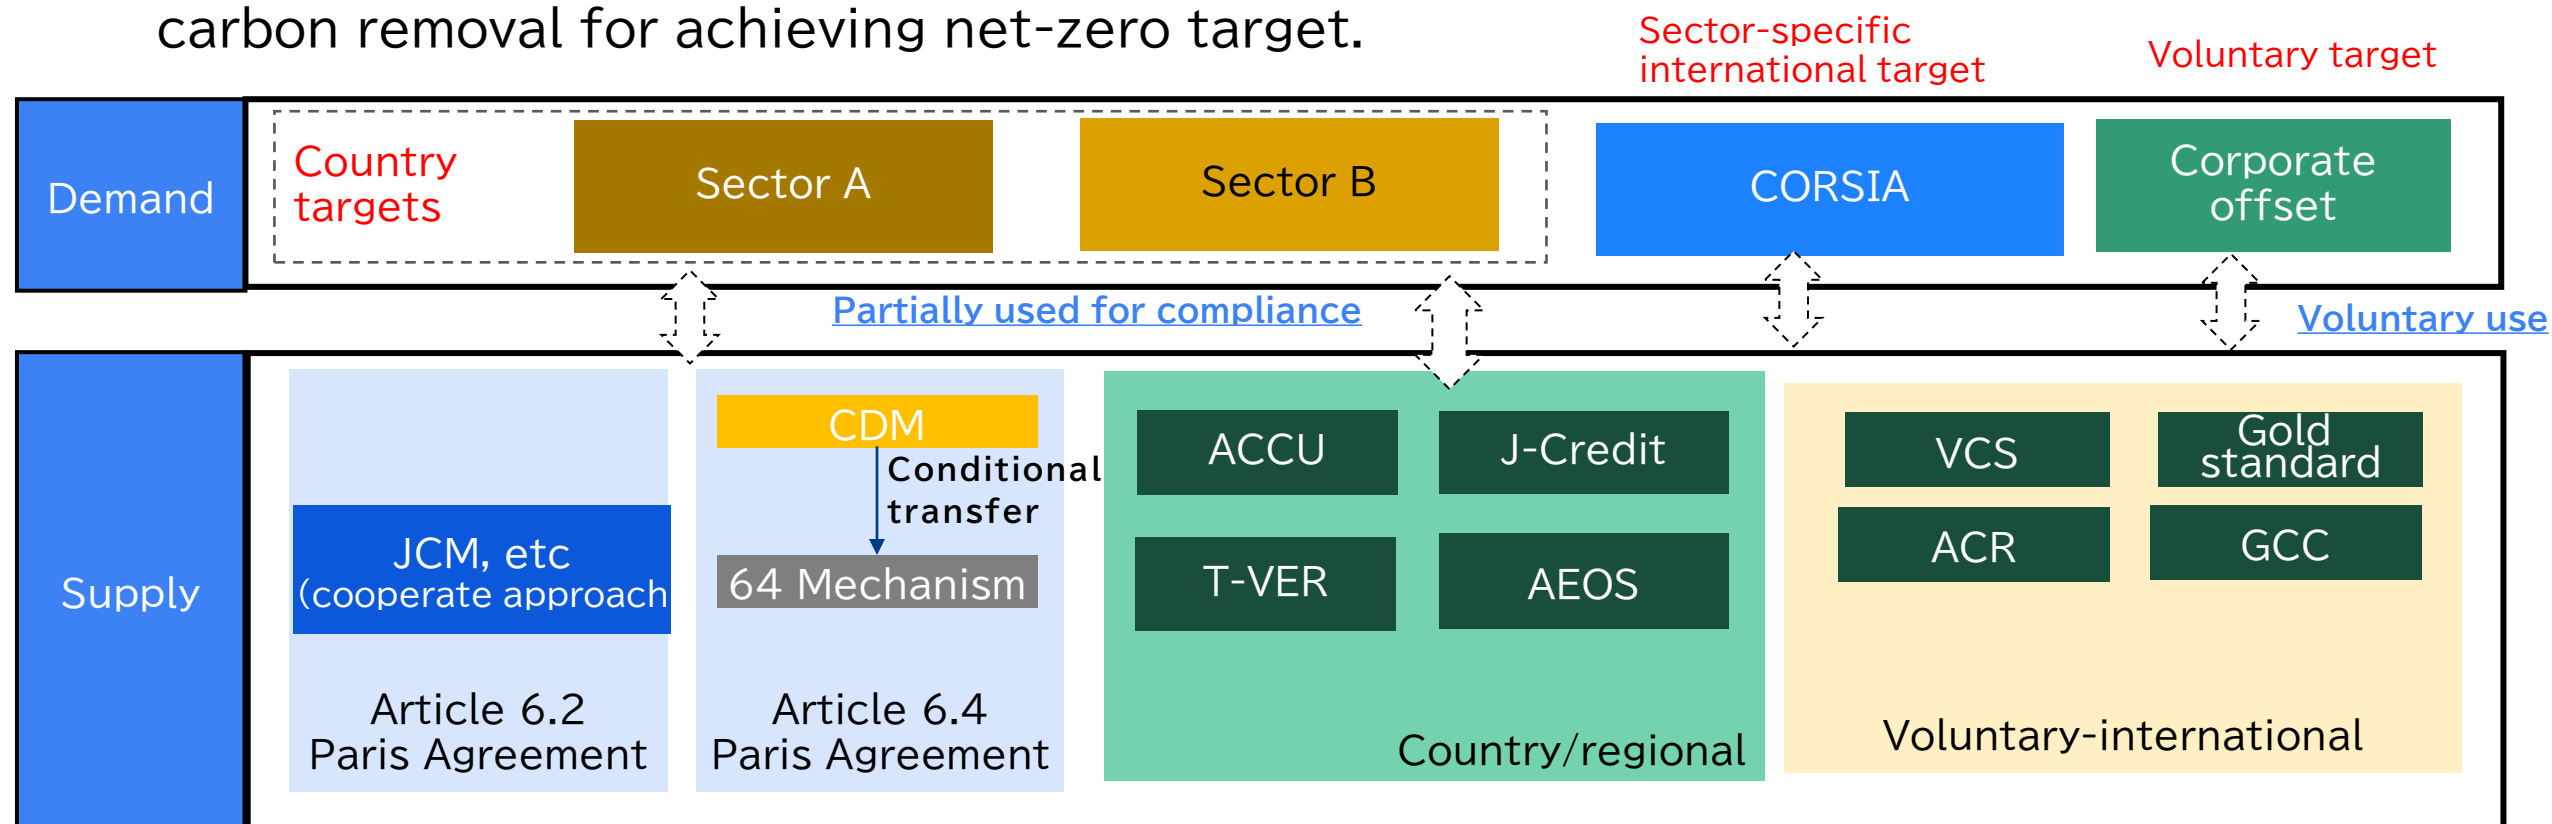 carbon removal for achieving net-zero target.
Sector-specific
international target
Voluntary target
Demand
Country
targets
Sector A
Sector B
CORSIA
Corporate
offset
Partially used for compliance
Voluntary use
Supply
JCM, etc
(cooperate approach
Article 6.2
Paris Agreement
CDM
Conditional
transfer
64 Mechanism
Article 6.4
Paris Agreement
ACCU
J-Credit
T-VER
AEOS
Country/regional
VCS
Gold
standard
ACR
GCC
Voluntary-international